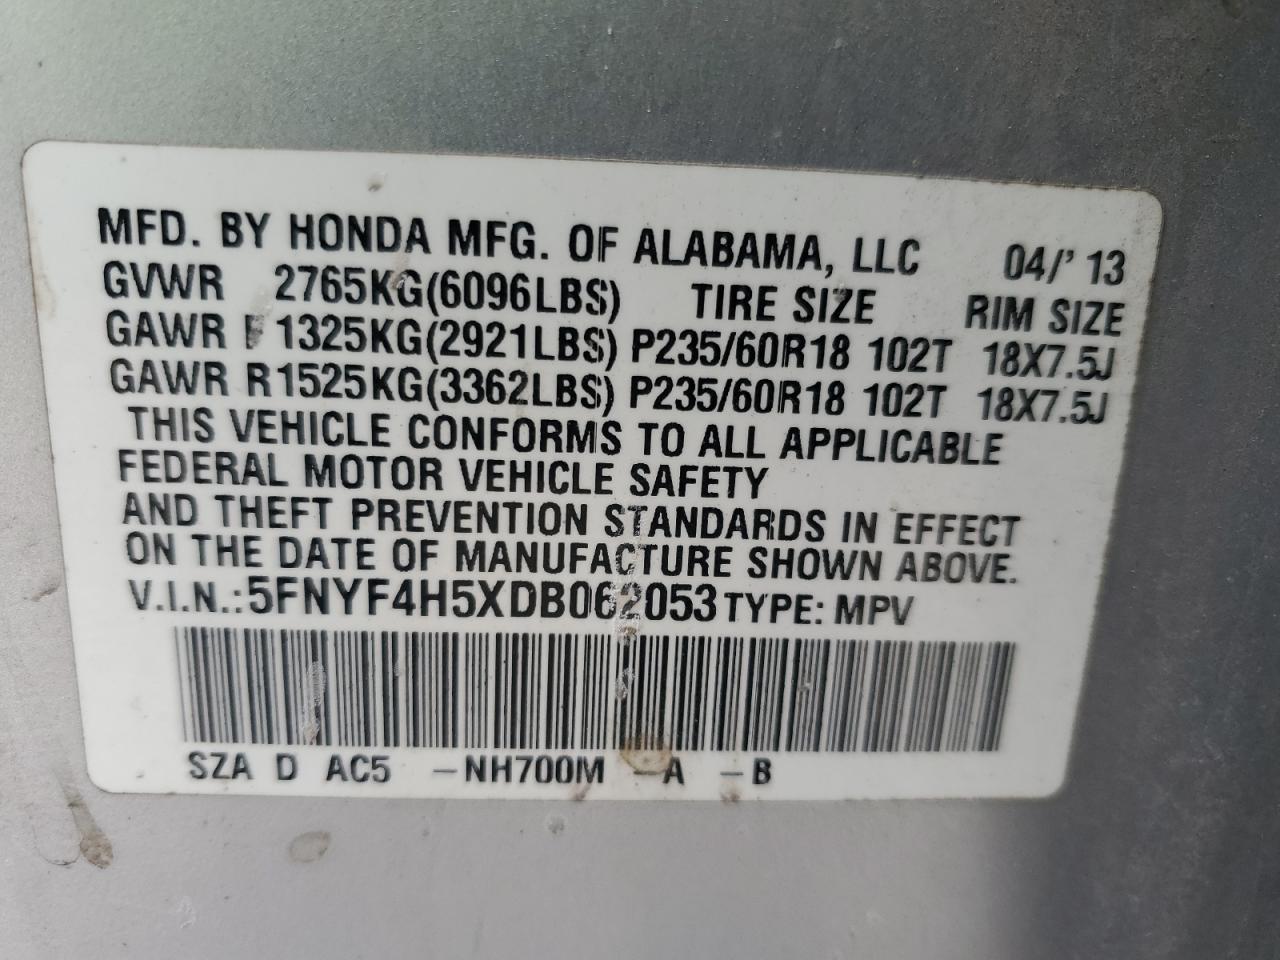 MFD. BY HONDA MFG. OF ALABAMA, LLC 04/' 13
GVWR 2765KG(6096LBS) TIRE SIZE RIM SIZE
GAWR F 1325KG(2921LBS) P235/60R18 102T 18X7.5J
GAWR R1525KG(3362LBS) P235/60R18 102T 18X7.5J
THIS VEHICLE CONFORMS TO ALL APPLICABLE
FEDERAL MOTOR VEHICLE SAFETY
AND THEFT PREVENTION STANDARDS IN EFFECT
ON THE DATE OF MANUFACTURE SHOWN ABOVE.
V.I.N.:5FNYF4H5XDB062053 TYPE: MPV
SZA D AC5 -NH700M -A -B